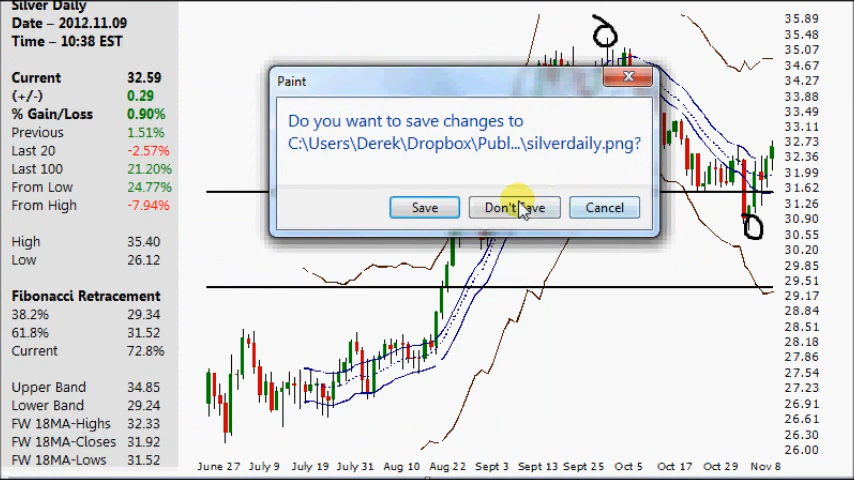 Silver Daily
Date – 2012.11.09
Time – 10:38 EST
Current 32.59
(+/-) 0.29
% Gain/Loss 0.90%
Previous 1.51%
Last 20 -2.57%
Last 100 21.20%
From Low 24.77%
From High -7.94%
High 35.40
Low 26.12
Fibonacci Retracement
38.2% 29.34
61.8% 31.52
Current 72.8%
Upper Band 34.85
Lower Band 29.24
FW 18MA-Highs 32.33
FW 18MA-Closes 31.92
FW 18MA-Lows 31.52
Paint
Do you want to save changes to
C:\Users\Derek\Dropbox\Publ...\silverdaily.png?
Save Don't Save Cancel
35.89
35.48
35.07
34.67
34.27
33.88
33.49
33.11
32.73
32.36
31.98
31.62
31.26
30.90
30.55
30.20
29.85
29.51
29.17
28.84
28.51
28.18
27.86
27.54
27.23
26.91
26.61
26.30
26.00
June 27 July 9 July 19 July 31 Aug 10 Aug 22 Sept 3 Sept 13 Sept 25 Oct 5 Oct 17 Oct 29 Nov 8